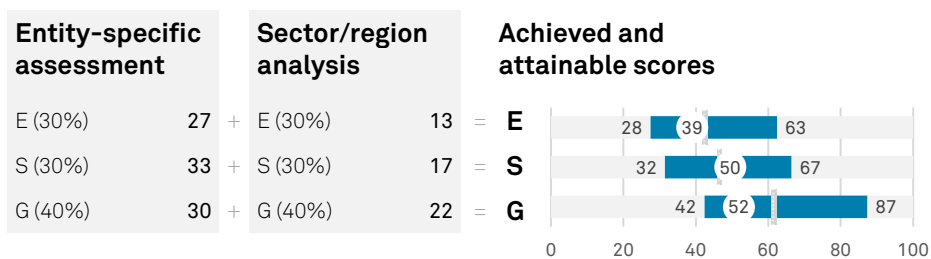 Entity-specific
assessment
Sector/region
analysis
Achieved and
attainable scores
E (30%) 27 + E (30%) 13 = E 28 39 63
S (30%) 33 + S (30%) 17 = S 32 50 67
G (40%) 30 + G (40%) 22 = G 42 52 87
0 20 40 60 80 100